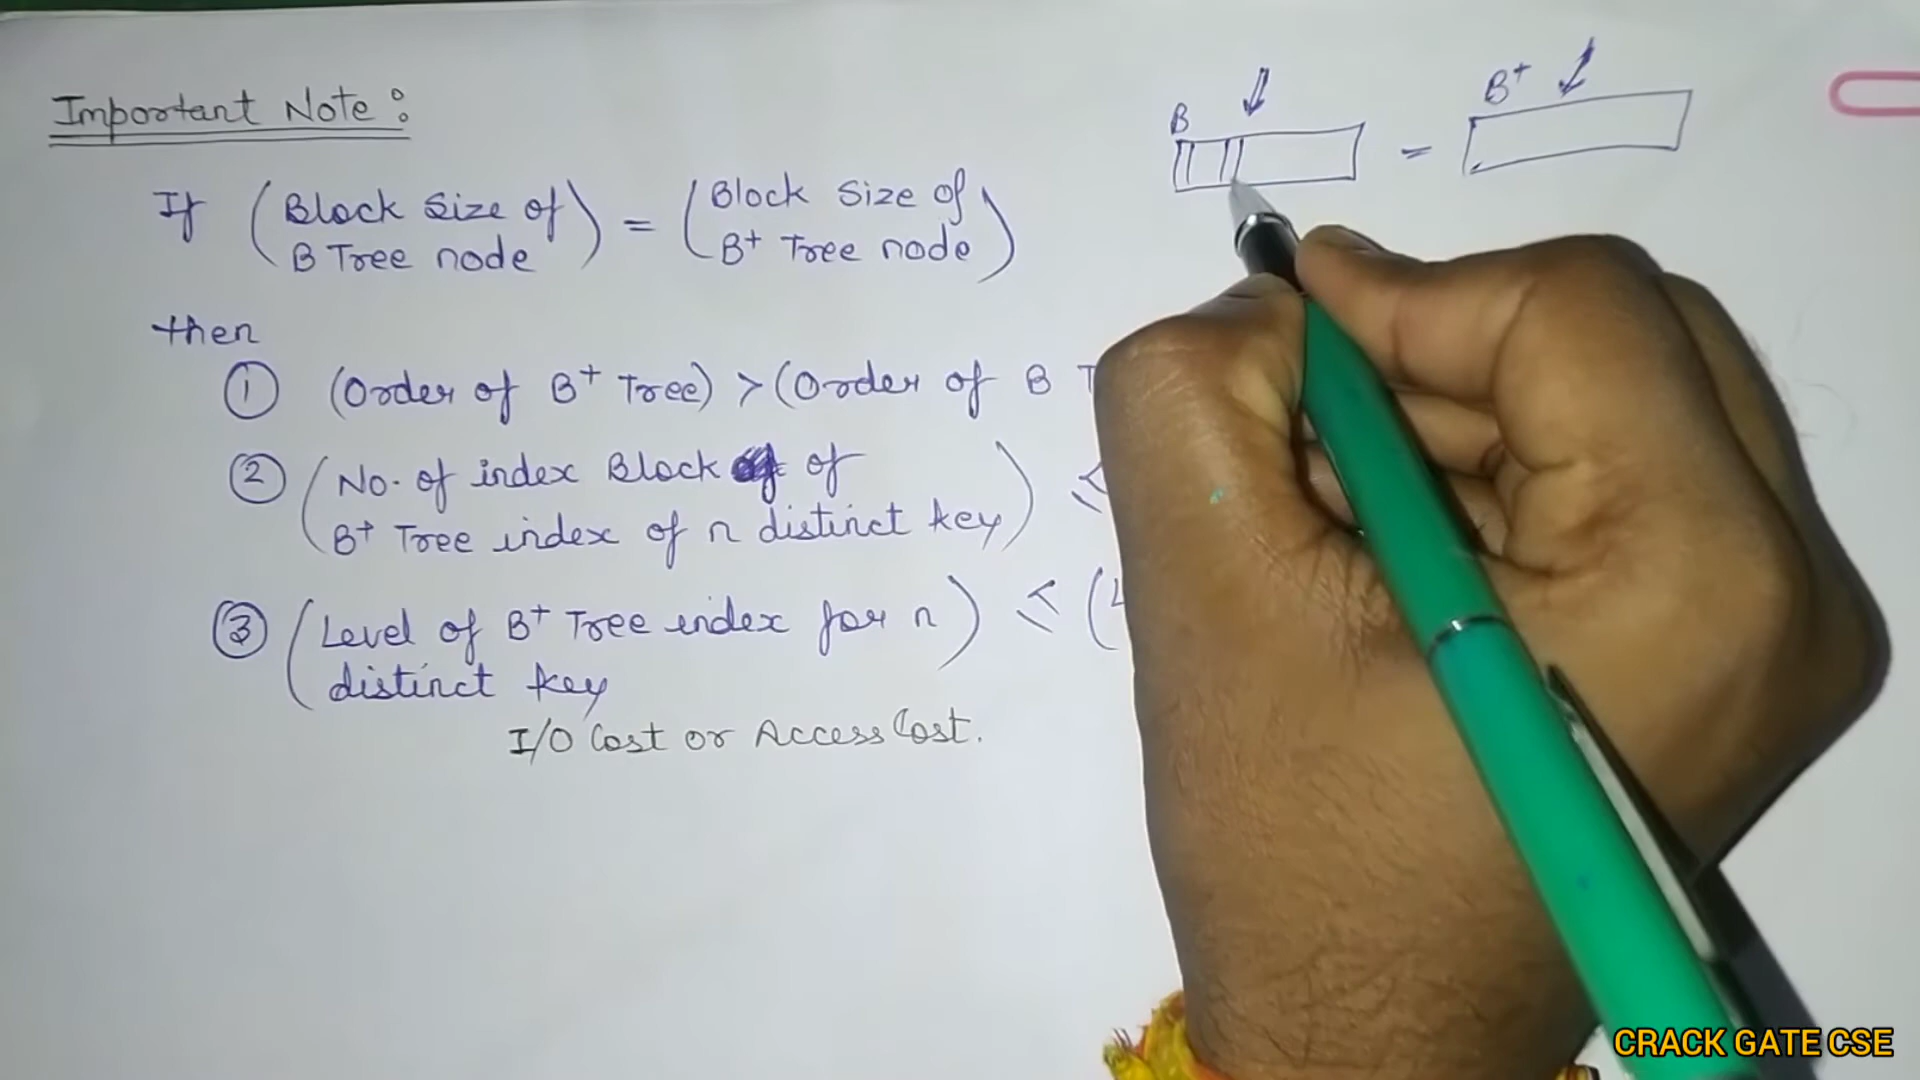 Important Note :
B
B+
=
If (Block Size of B Tree node) = (Block Size of B+ Tree node)
then
① (Order of B+ Tree) > (Order of B T
② (No. of index Block of
B+ Tree index of n distinct key) ≤
③ (Level of B+ Tree index for n) ≤ (
distinct key
I/O Cost or Access Cost.
CRACK GATE CSE